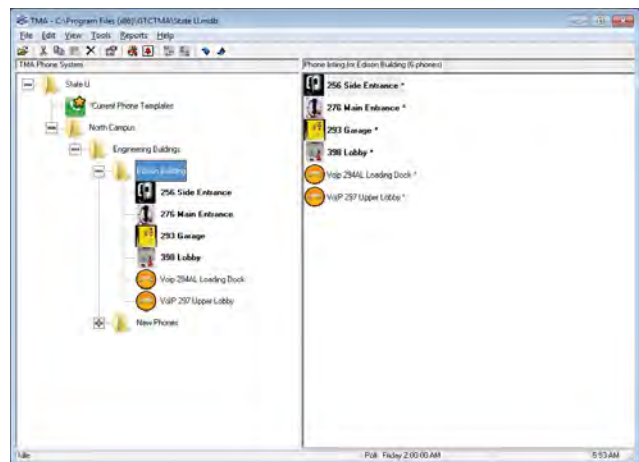 TMA - C:\Program Files (x86)\GTCTMA\State U.mdb
File Edit View Tools Reports Help
TMA Phone System
Phone listing for Edison Building (6 phones)
State U
*Current Phone Templates
North Campus
Engineering Buildings
Edison Building
256 Side Entrance
276 Main Entrance
293 Garage
398 Lobby
Voip 294AL Loading Dock
VoIP 297 Upper Lobby
New Phones
256 Side Entrance *
276 Main Entrance *
293 Garage *
398 Lobby *
Voip 294AL Loading Dock *
VoIP 297 Upper Lobby *
Idle
Poll: Friday 2:00:00 AM
8:53 AM